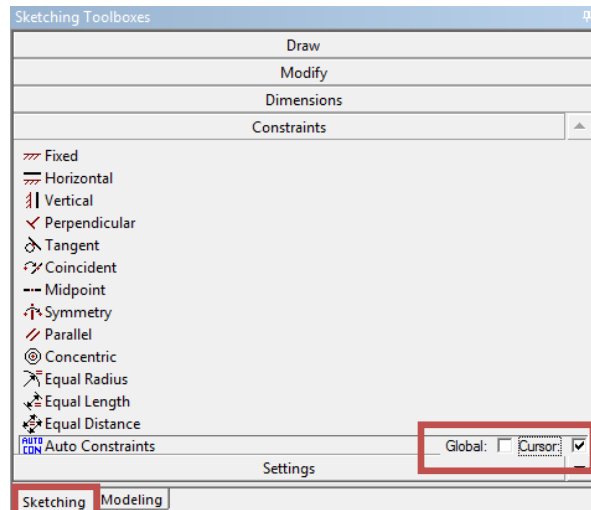 Sketching Toolboxes
Draw
Modify
Dimensions
Constraints
Fixed
Horizontal
Vertical
Perpendicular
Tangent
Coincident
Midpoint
Symmetry
Parallel
Concentric
Equal Radius
Equal Length
Equal Distance
AUTO CON Auto Constraints Global: Cursor:
Settings
Sketching Modeling